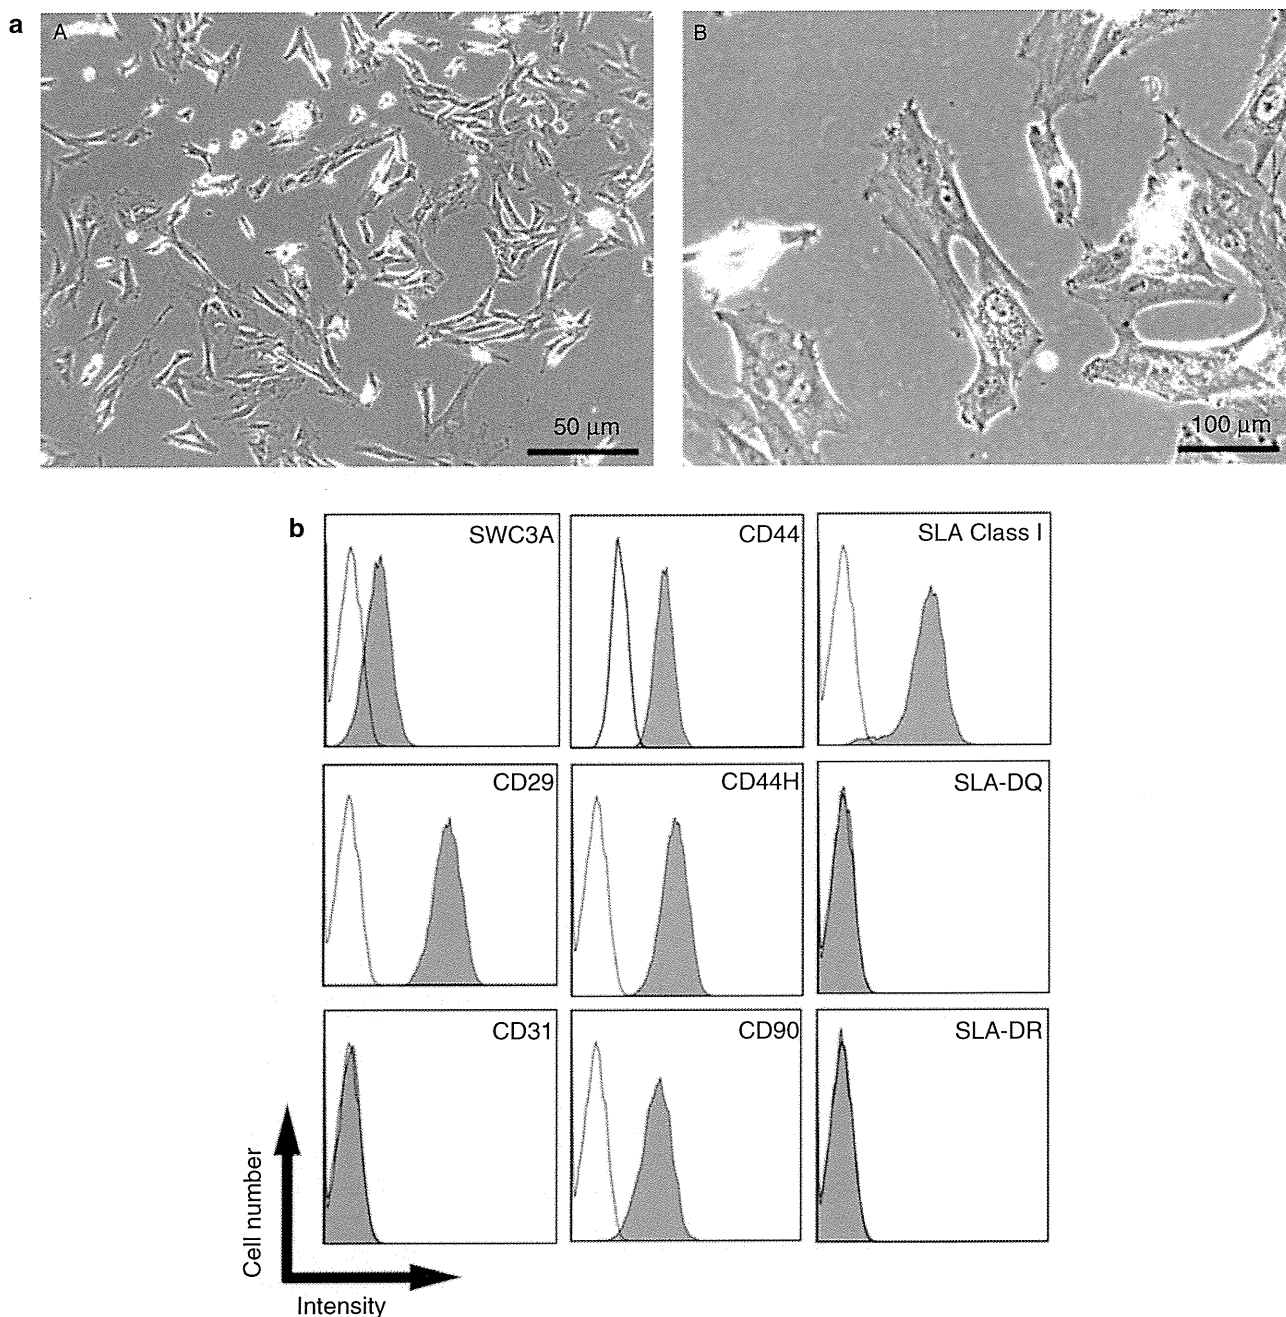 a
A
B
50 μm
100 μm
b
SWC3A
CD44
SLA Class I
CD29
CD44H
SLA-DQ
CD31
CD90
SLA-DR
Cell number
Intensity